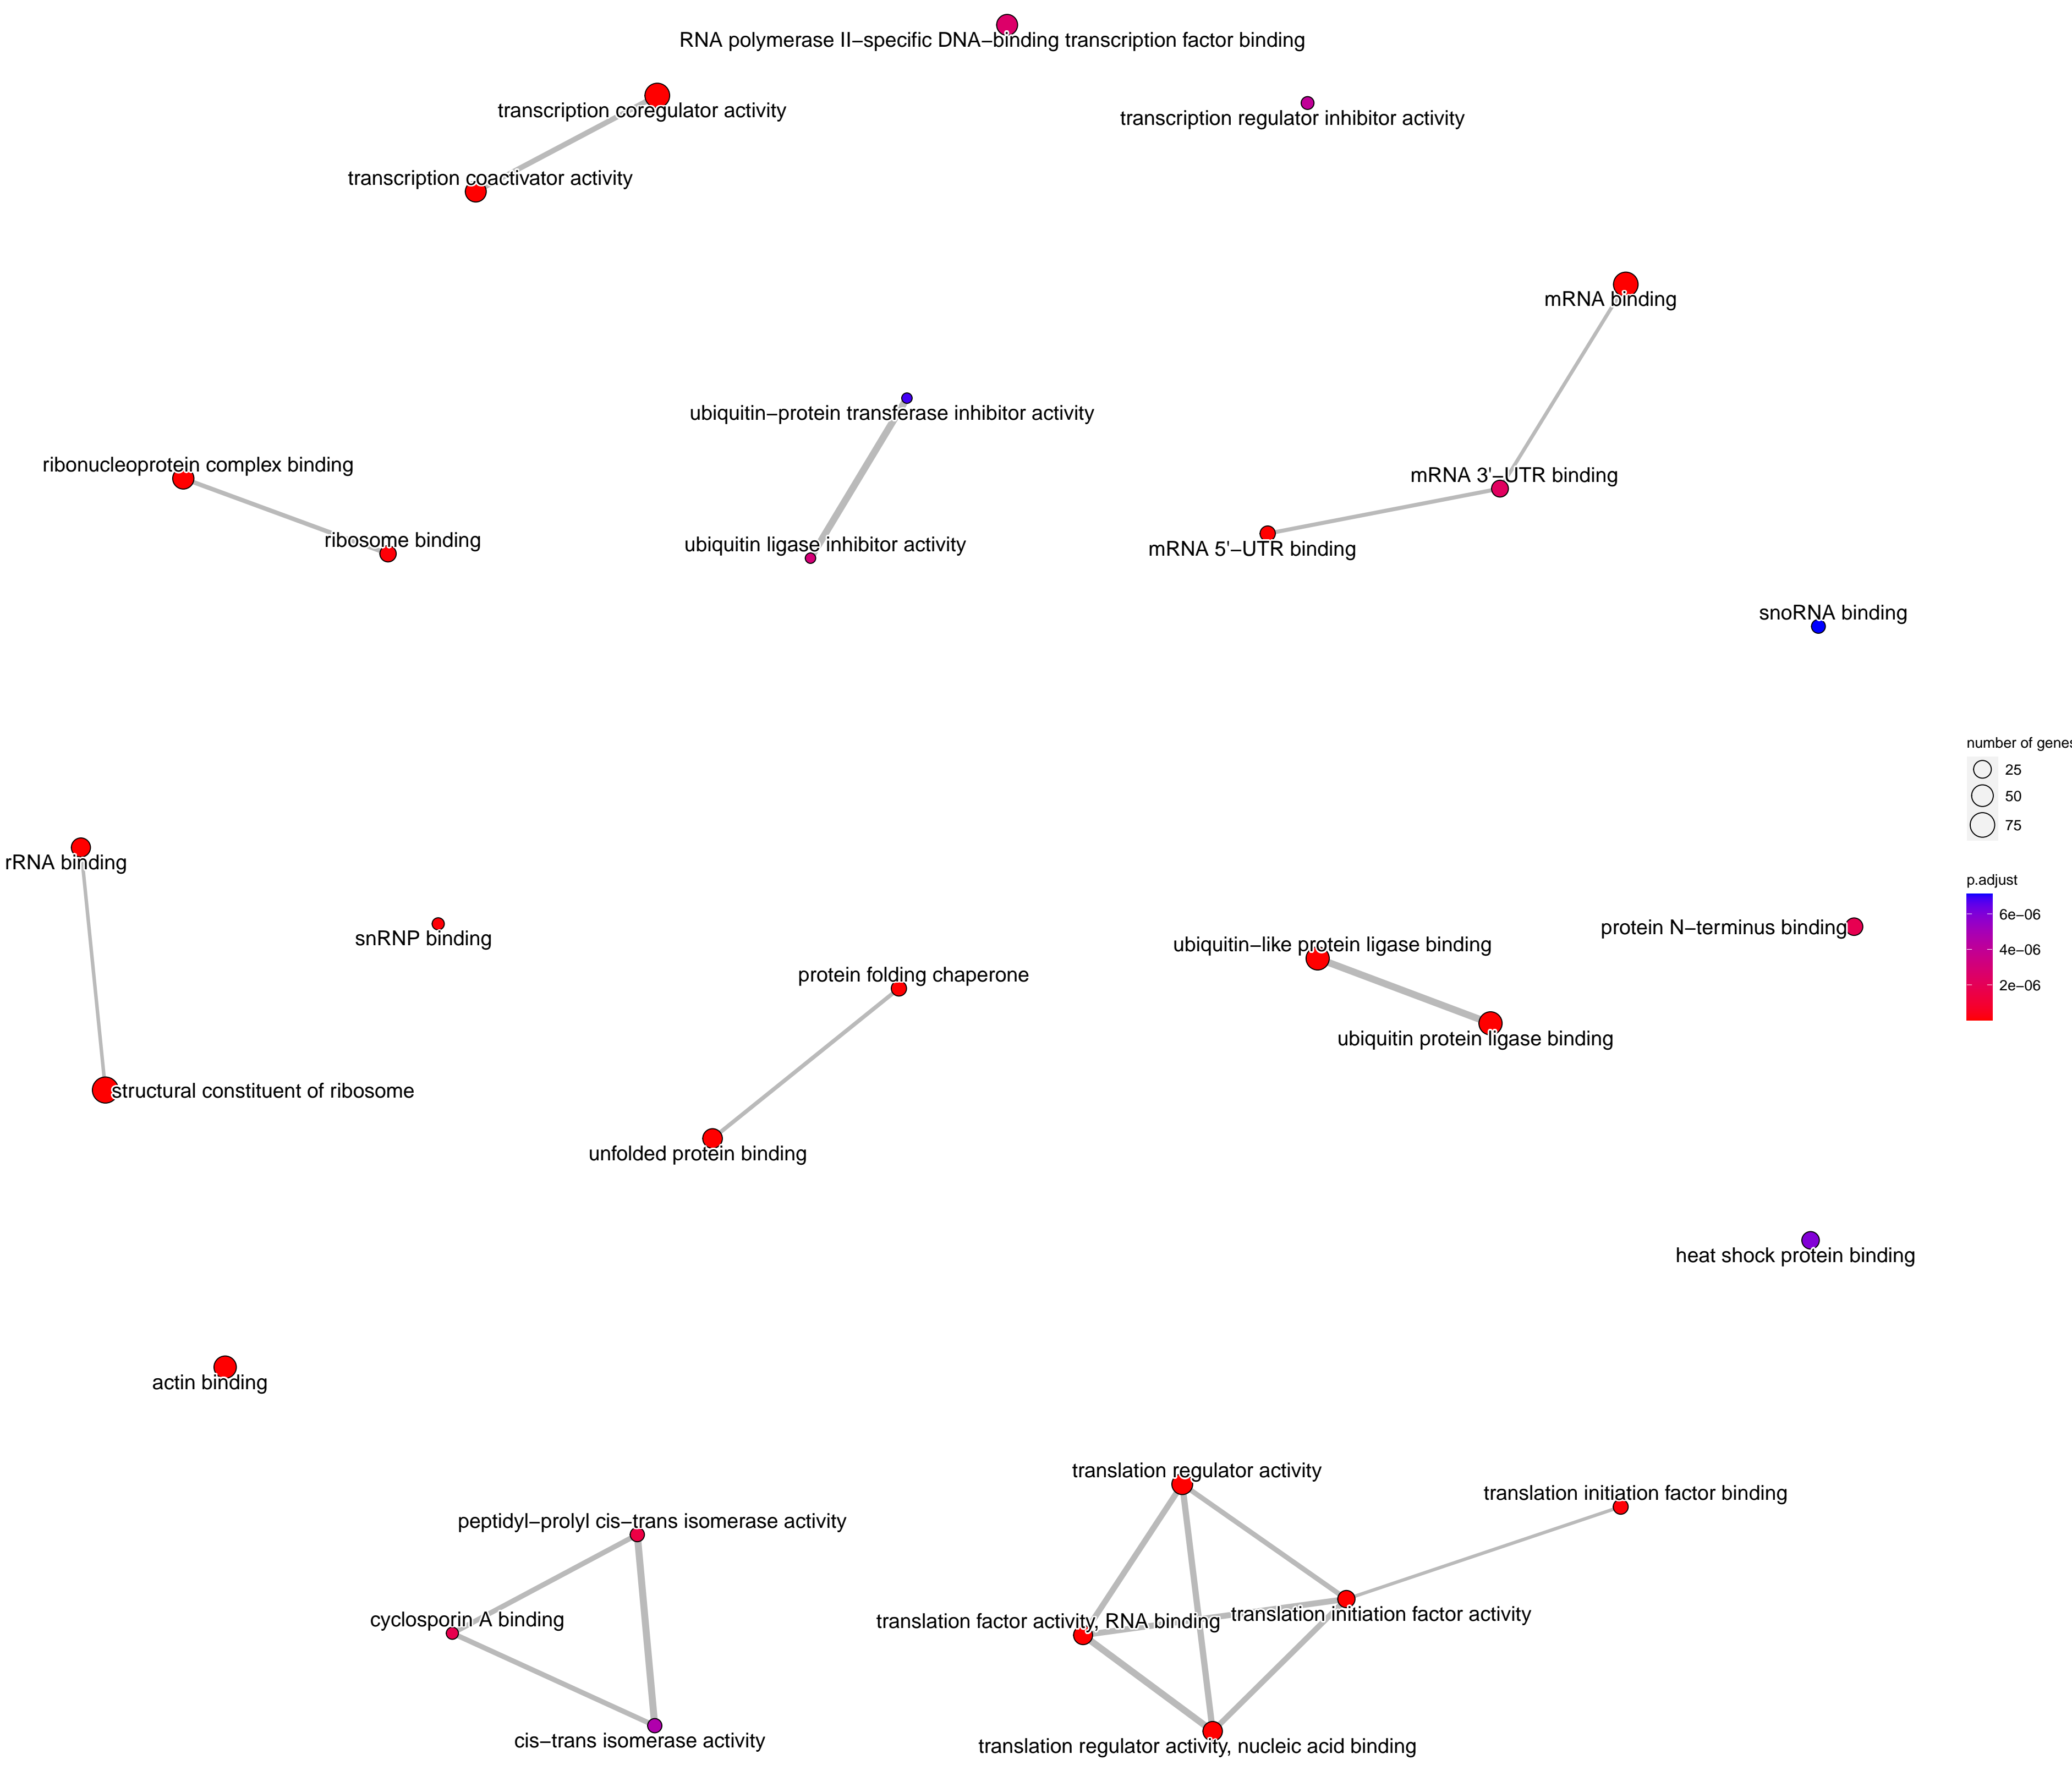 RNA polymerase II−specific DNA−binding transcription factor binding
transcription coregulator activity
transcription regulator inhibitor activity
transcription coactivator activity
mRNA binding
ubiquitin−protein transferase inhibitor activity
ribonucleoprotein complex binding
mRNA 3'−UTR binding
ribosome binding
ubiquitin ligase inhibitor activity
mRNA 5'−UTR binding
snoRNA binding
number of genes
25
50
75
rRNA binding
p.adjust
6e−06
4e−06
2e−06
snRNP binding
protein N−terminus binding
ubiquitin−like protein ligase binding
protein folding chaperone
ubiquitin protein ligase binding
structural constituent of ribosome
unfolded protein binding
heat shock protein binding
actin binding
translation regulator activity
translation initiation factor binding
peptidyl−prolyl cis−trans isomerase activity
cyclosporin A binding
translation factor activity, RNA binding
translation initiation factor activity
cis−trans isomerase activity
translation regulator activity, nucleic acid binding